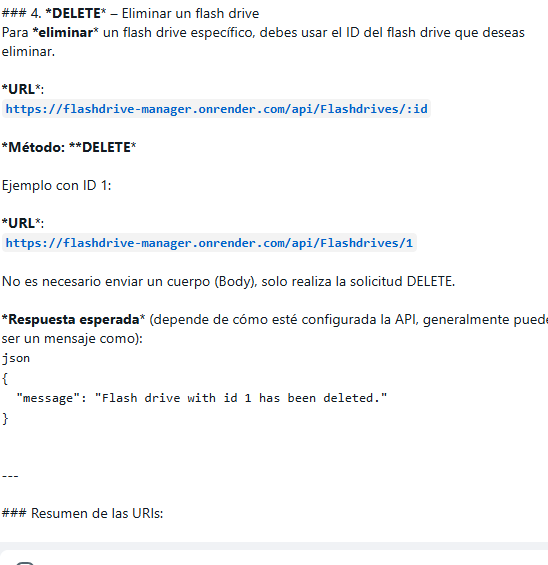 ### 4. *DELETE* – Eliminar un flash drive
Para *eliminar* un flash drive específico, debes usar el ID del flash drive que deseas
eliminar.
*URL*:
https://flashdrive-manager.onrender.com/api/Flashdrives/:id
*Método: **DELETE*
Ejemplo con ID 1:
*URL*:
https://flashdrive-manager.onrender.com/api/Flashdrives/1
No es necesario enviar un cuerpo (Body), solo realiza la solicitud DELETE.
*Respuesta esperada* (depende de cómo esté configurada la API, generalmente puede
ser un mensaje como):
json
{
  "message": "Flash drive with id 1 has been deleted."
}
---
### Resumen de las URIs: